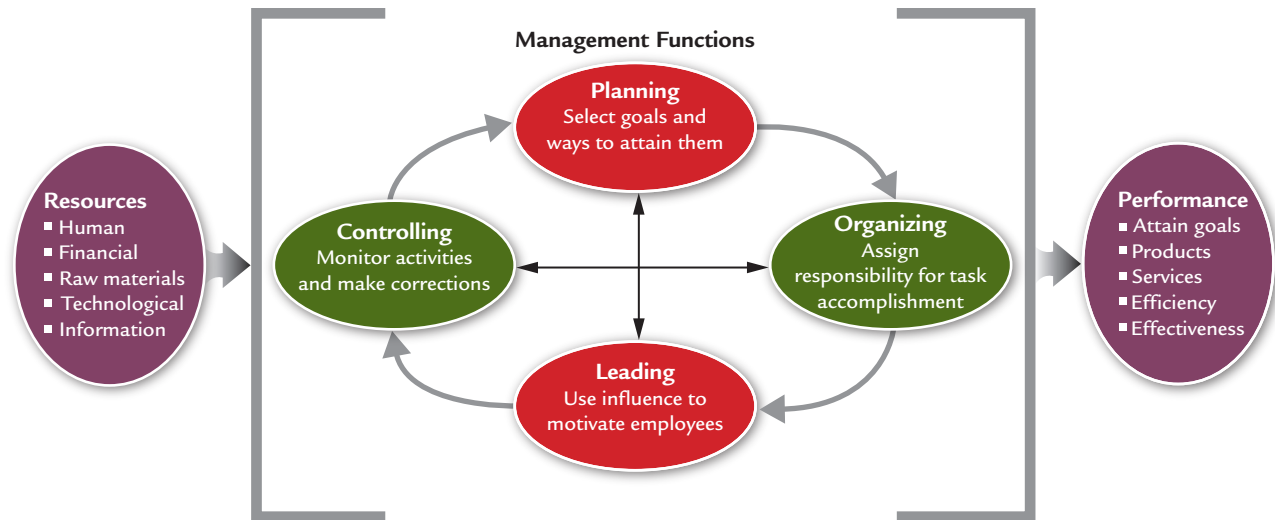 Management Functions
Planning
Select goals and
ways to attain them
Resources
▪ Human
▪ Financial
▪ Raw materials
▪ Technological
▪ Information
Controlling
Monitor activities
and make corrections
Organizing
Assign
responsibility for task
accomplishment
Leading
Use influence to
motivate employees
Performance
▪ Attain goals
▪ Products
▪ Services
▪ Efficiency
▪ Effectiveness